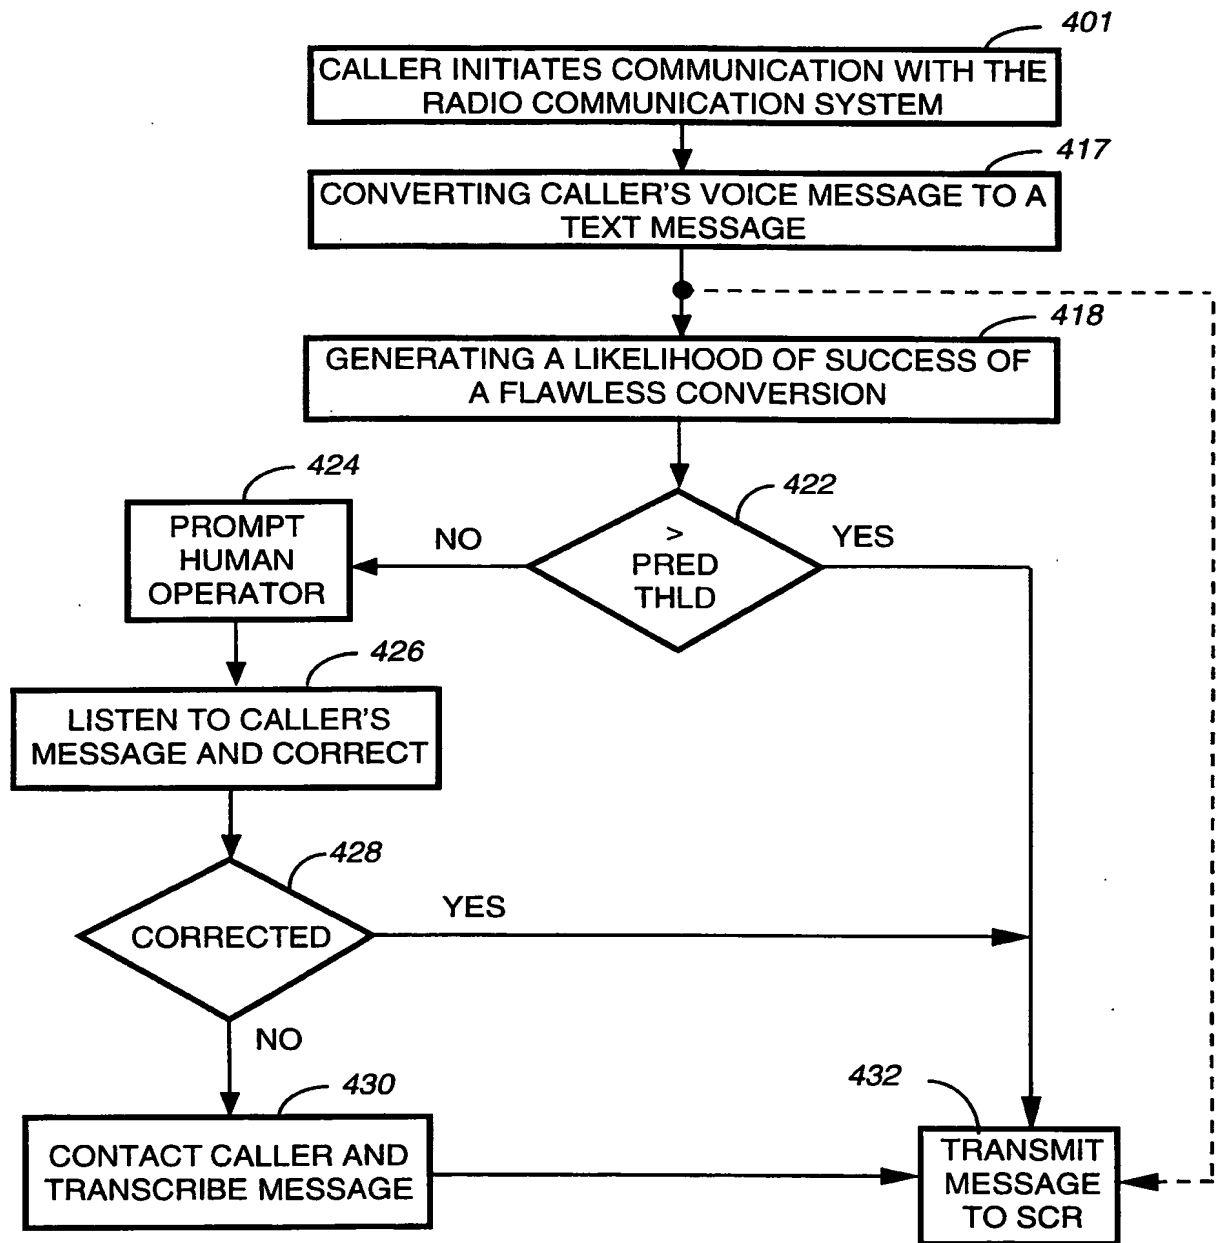 401
CALLER INITIATES COMMUNICATION WITH THE
RADIO COMMUNICATION SYSTEM
417
CONVERTING CALLER'S VOICE MESSAGE TO A
TEXT MESSAGE
418
GENERATING A LIKELIHOOD OF SUCCESS OF
A FLAWLESS CONVERSION
424
PROMPT
HUMAN
OPERATOR
NO
422
>
PRED
THLD
YES
426
LISTEN TO CALLER'S
MESSAGE AND CORRECT
428
CORRECTED
YES
NO
430
CONTACT CALLER AND
TRANSCRIBE MESSAGE
432
TRANSMIT
MESSAGE
TO SCR